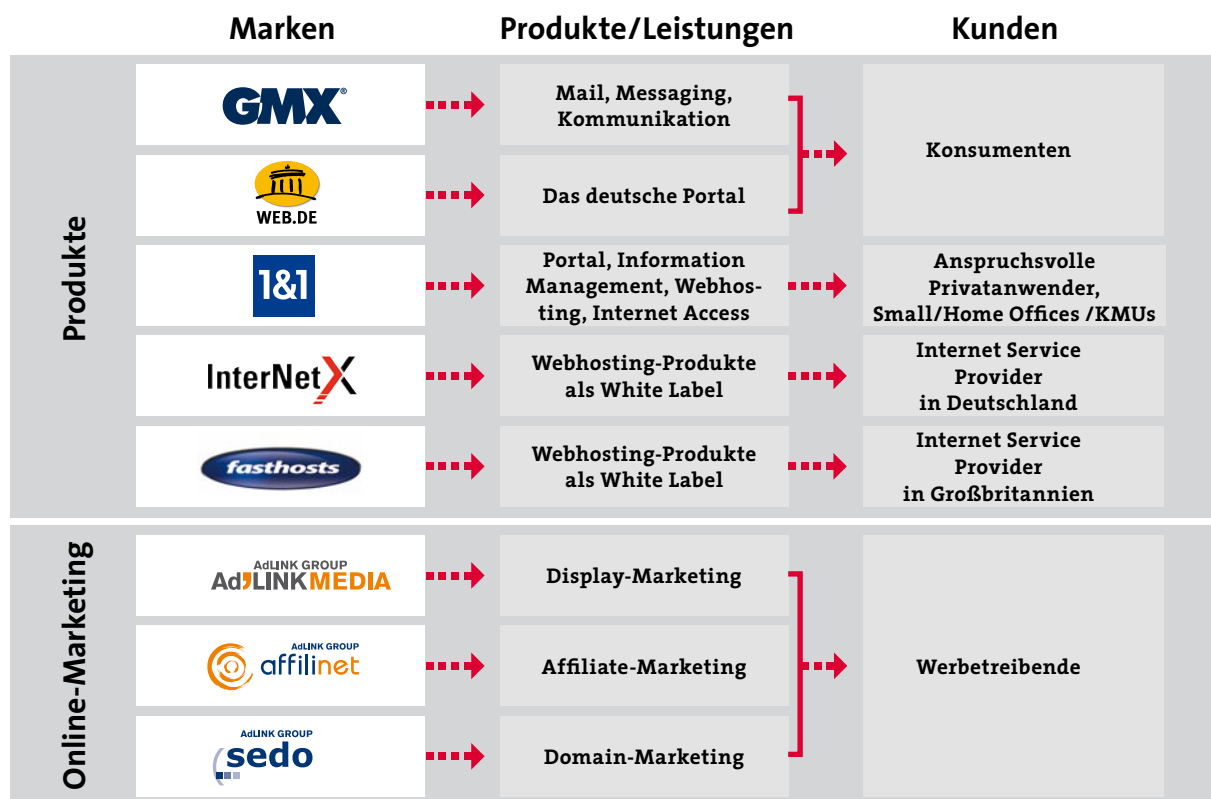 Marken Produkte/Leistungen Kunden
Produkte
GMX®
Mail, Messaging,
Kommunikation
Konsumenten
WEB.DE
Das deutsche Portal
1&1
Portal, Information
Management, Webhos-
ting, Internet Access
Anspruchsvolle
Privatanwender,
Small/Home Offices /KMUs
InterNetX
Webhosting-Produkte
als White Label
Internet Service
Provider
in Deutschland
fasthosts
Webhosting-Produkte
als White Label
Internet Service
Provider
in Großbritannien
Online-Marketing
AdLINK GROUP
Ad'LINKMEDIA
Display-Marketing
AdLINK GROUP
affilinet
Affiliate-Marketing
Werbetreibende
AdLINK GROUP
sedo
Domain-Marketing